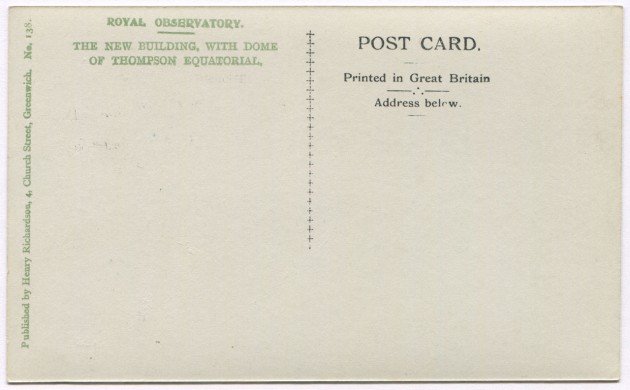 ROYAL OBSERVATORY.
THE NEW BUILDING, WITH DOME
OF THOMPSON EQUATORIAL.
Published by Henry Richardson, 4, Church Street, Greenwich. No. 138.
POST CARD.
Printed in Great Britain
Address below.